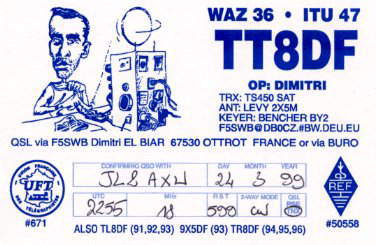 WAZ 36 • ITU 47
TT8DF
OP: DIMITRI
TRX: TS450 SAT
ANT: LEVY 2X5M
KEYER: BENCHER BY2
F5SWB@DB0CZ.#BW.DEU.EU
QSL via F5SWB Dimitri EL BIAR 67530 OTTROT FRANCE or via BURO
CONFIRMING QSO WITH DAY MONTH YEAR
JL8AXW 24 3 99
UTC MHz R S T 2-WAY MODE QSL
2255 18 599 CW TNX
UFT
REF
#671
#50558
ALSO TL8DF (91,92,93) 9X5DF (93) TR8DF (94,95,96)